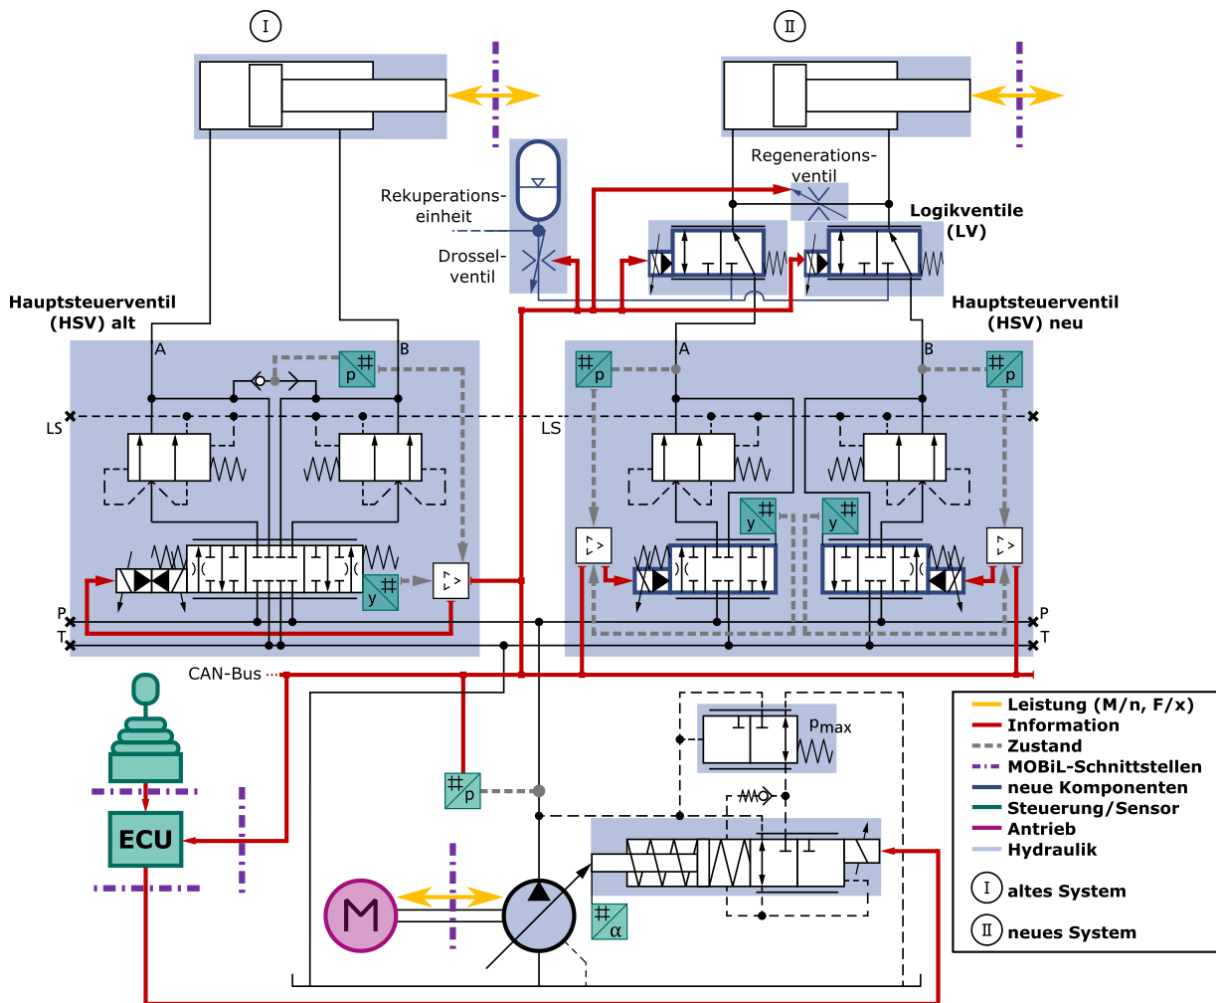 I
II
Regenerations-
ventil
Rekuperations-
einheit
Logikventile
(LV)
Drossel-
ventil
Hauptsteuerventil
(HSV) alt
Hauptsteuerventil
(HSV) neu
A
B
A
B
# p
# p
# p
LS
LS
# y
# y
# y
P
T
P
T
CAN-Bus
pmax
# p
ECU
M
# α
Leistung (M/n, F/x)
Information
Zustand
MOBiL-Schnittstellen
neue Komponenten
Steuerung/Sensor
Antrieb
Hydraulik
I altes System
II neues System